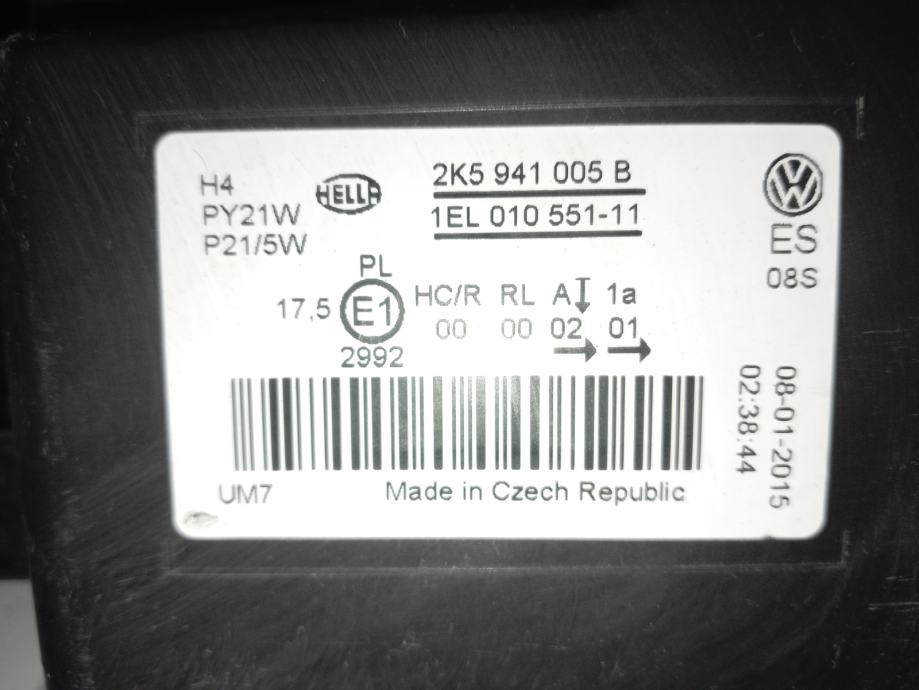 H4
PY21W
P21/5W
HELLA
2K5 941 005 B
1EL 010 551-11
VW
ES
08S
PL
17,5 E1 HC/R RL A 1a
00 00 02 01
2992
08-01-2015
02:38:44
UM7 Made in Czech Republic